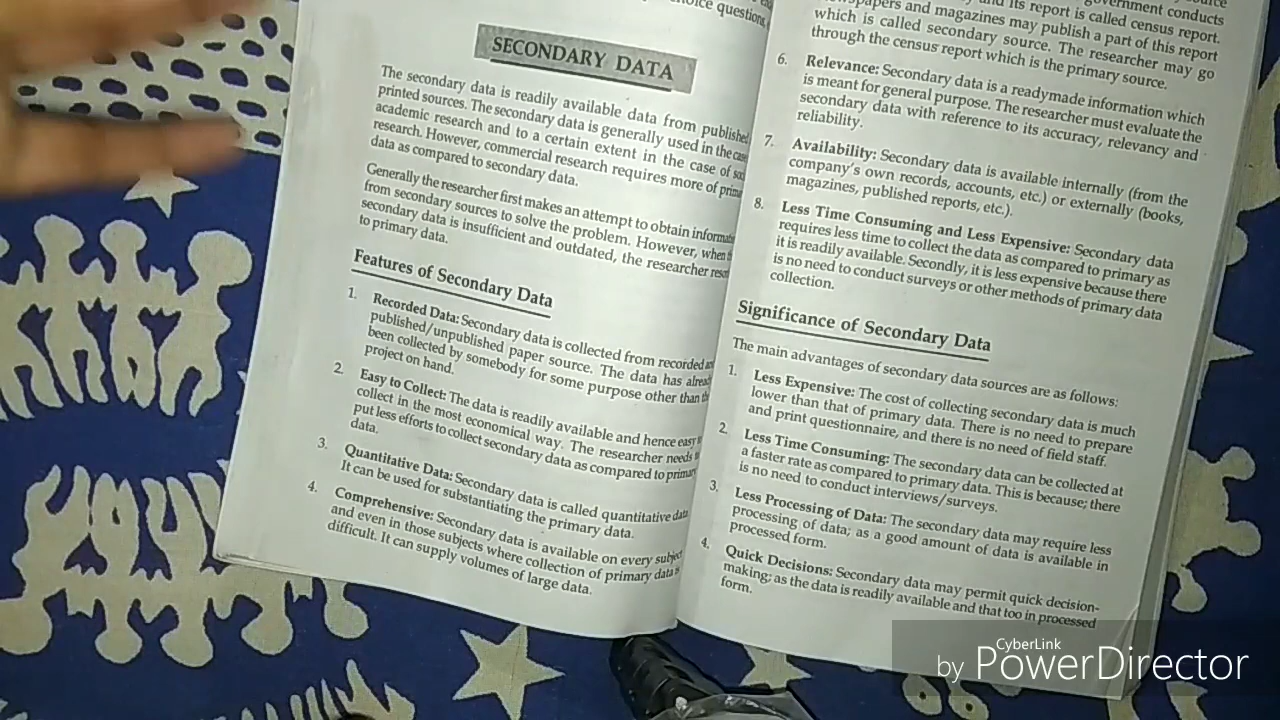 oice questions,
SECONDARY DATA
The secondary data is readily available data from published
printed sources. The secondary data is generally used in the case
academic research and to a certain extent in the case of
research. However, commercial research requires more of
data as compared to secondary data.
Generally the researcher first makes an attempt to obtain
from secondary sources to solve the problem. However, when
secondary data is insufficient and outdated, the researcher
to primary data.
Features of Secondary Data
1. Recorded Data: Secondary data is collected from recorded
published/unpublished paper source. The data has
been collected by somebody for some purpose other than
project on hand.
2. Easy to Collect: The data is readily available and hence easy
collect in the most economical way. The researcher needs
put less efforts to collect secondary data as compared to
data.
3. Quantitative Data: Secondary data is called quantitative data.
It can be used for substantiating the primary data.
4. Comprehensive: Secondary data is available on every subject
and even in those subjects where collection of primary data is
difficult. It can supply volumes of large data.
and its report is called census report.
and magazines may publish a part of this report
which is called secondary source. The researcher may go
through the census report which is the primary source.
6. Relevance: Secondary data is a readymade information which
is meant for general purpose. The researcher must evaluate the
secondary data with reference to its accuracy, relevancy and
reliability.
7. Availability: Secondary data is available internally (from the
company's own records, accounts, etc.) or externally (books,
magazines, published reports, etc.).
8. Less Time Consuming and Less Expensive: Secondary data
requires less time to collect the data as compared to primary as
it is readily available. Secondly, it is less expensive because there
is no need to conduct surveys or other methods of primary data
collection.
Significance of Secondary Data
The main advantages of secondary data sources are as follows:
1. Less Expensive: The cost of collecting secondary data is much
lower than that of primary data. There is no need to prepare
and print questionnaire, and there is no need of field staff.
2. Less Time Consuming: The secondary data can be collected at
a faster rate as compared to primary data. This is because; there
is no need to conduct interviews/surveys.
3. Less Processing of Data: The secondary data may require less
processing of data; as a good amount of data is available in
processed form.
4. Quick Decisions: Secondary data may permit quick decision-
making; as the data is readily available and that too in processed
form.
CyberLink
by PowerDirector